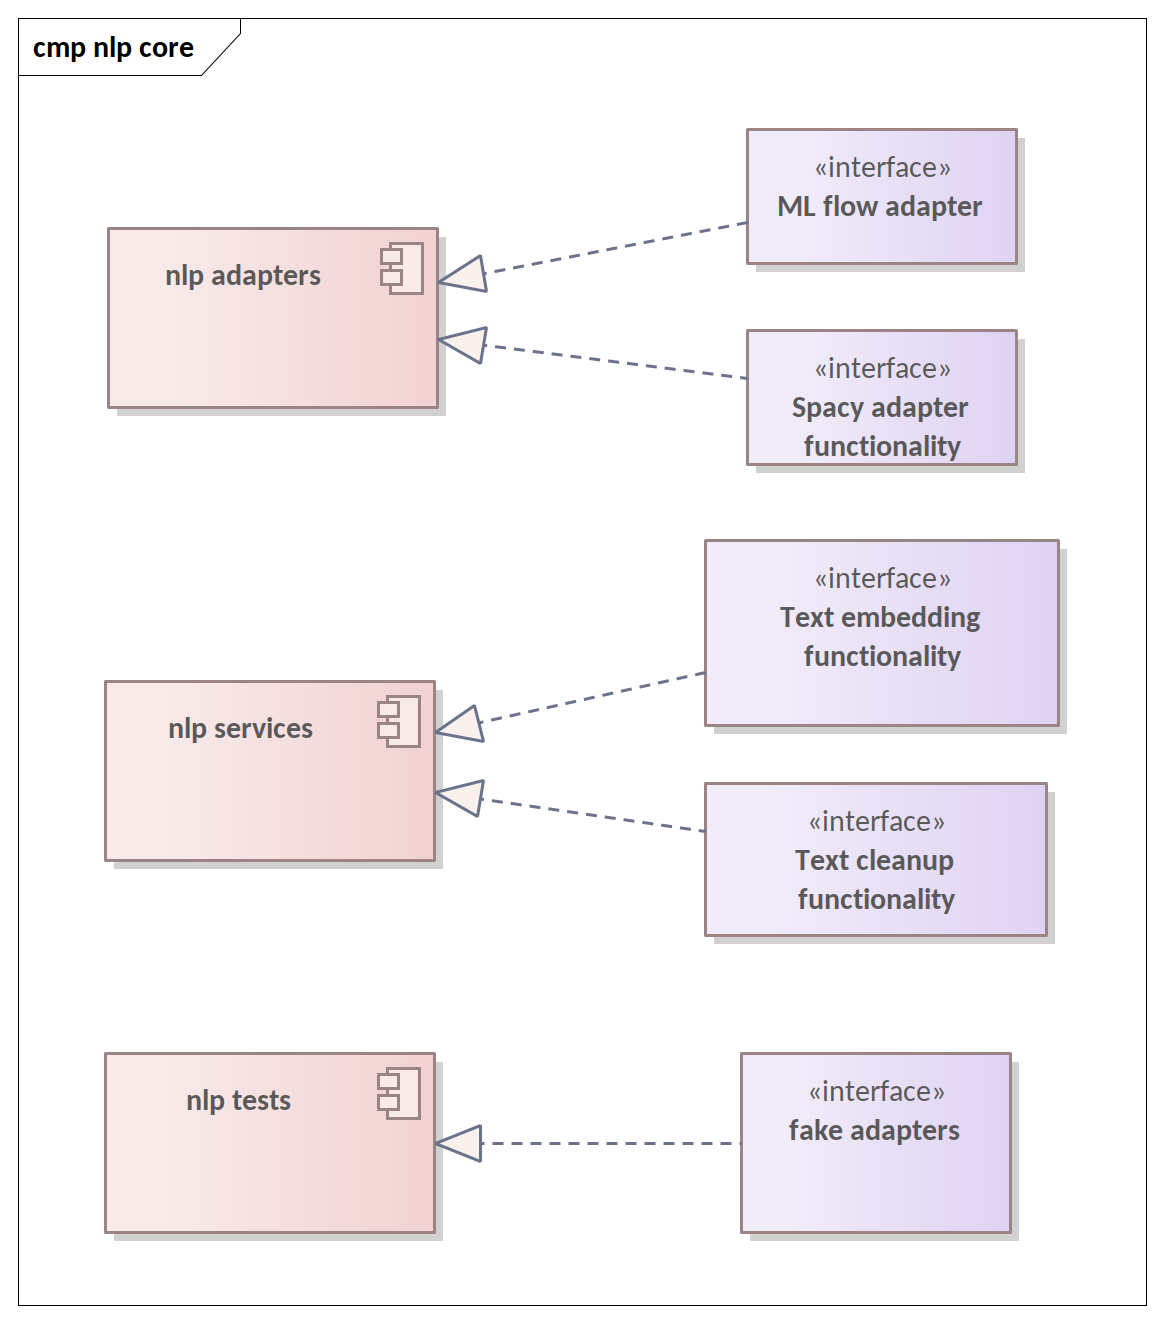 cmp nlp core
«interface»
ML flow adapter
nlp adapters
«interface»
Spacy adapter
functionality
«interface»
Text embedding
functionality
nlp services
«interface»
Text cleanup
functionality
nlp tests
«interface»
fake adapters